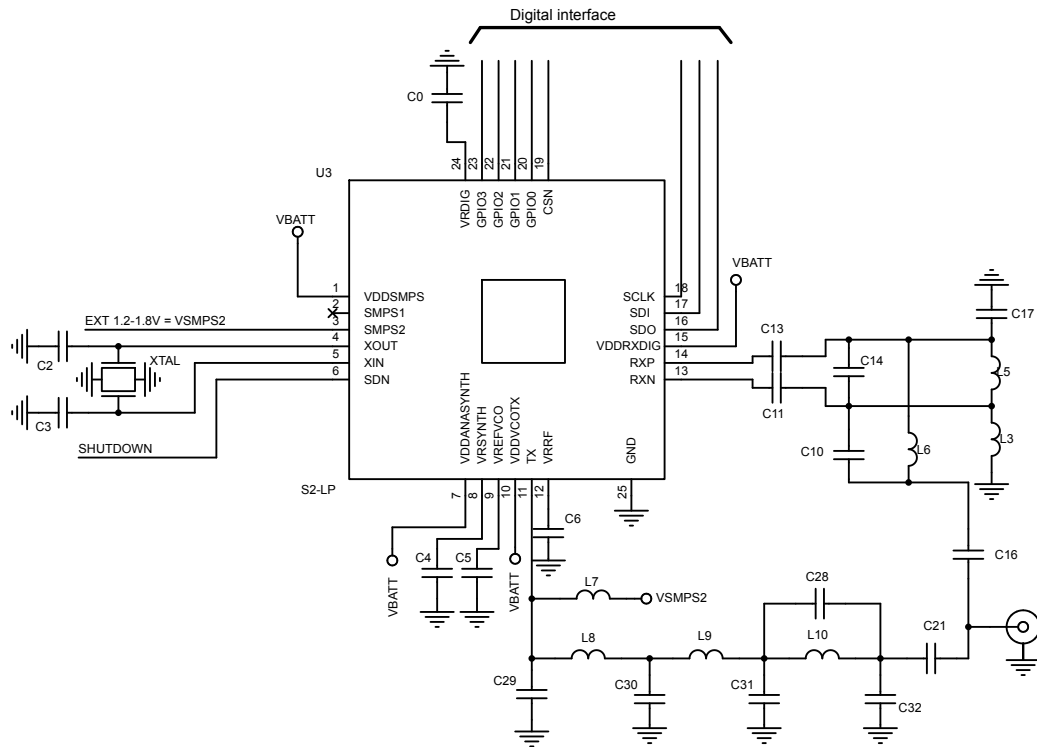 Digital interface
C0
24
23
22
21
20
19
U3
VRDIG
GPIO3
GPIO2
GPIO1
GPIO0
CSN
VBATT
VBATT
1
VDDSMPS
2
SMPS1
3
SMPS2
4
XOUT
5
XIN
6
SDN
SCLK
18
SDI
17
SDO
16
VDDRXDIG
15
RXP
14
RXN
13
EXT 1.2-1.8V = VSMPS2
C2
XTAL
C3
SHUTDOWN
C13
C11
C17
C14
L5
C10
L6
L3
VDDANASYNTH
VRSYNTH
VREFVCO
VDDVCOTX
TX
VRRF
GND
S2-LP
7
8
9
10
11
12
25
C6
C4
C5
VBATT
VBATT
C16
L7
VSMPS2
C28
L8
L9
L10
C21
C29
C30
C31
C32